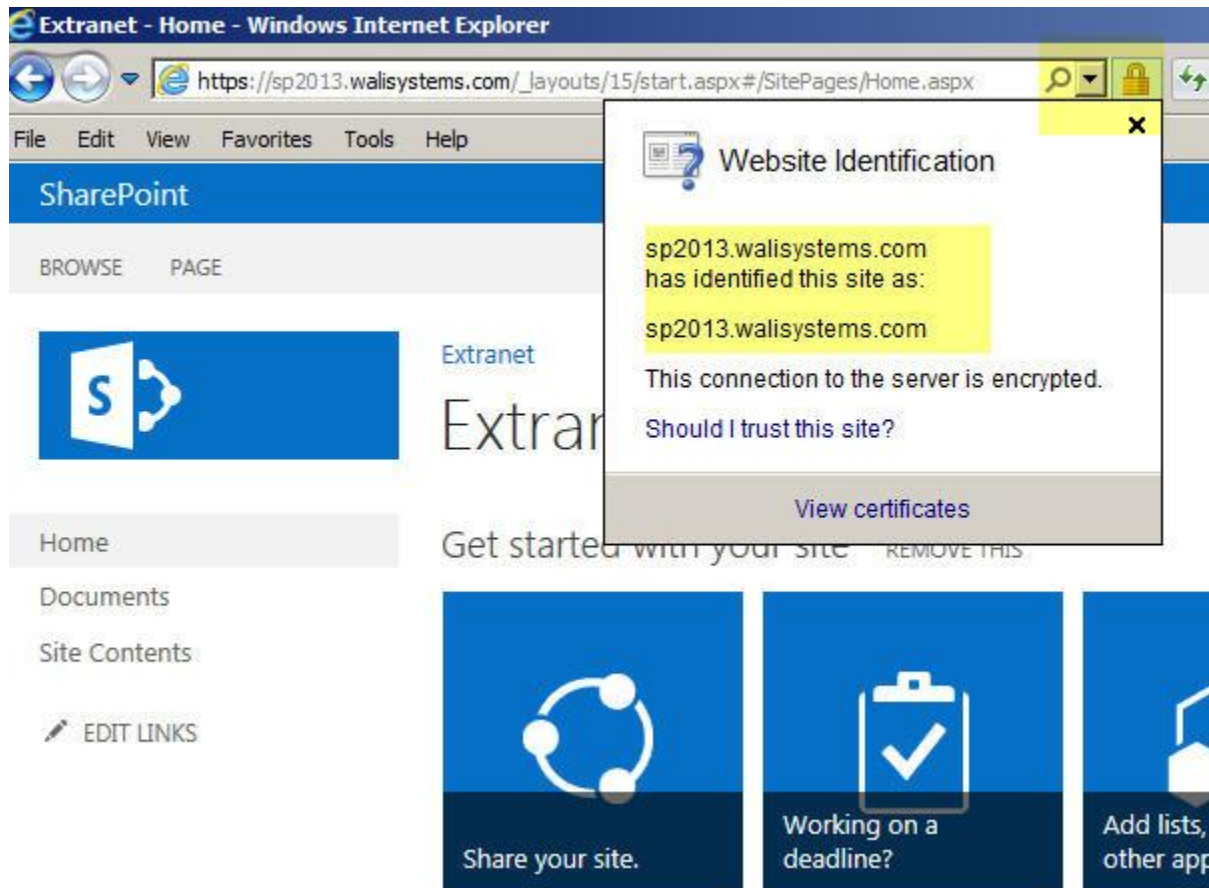 Extranet - Home - Windows Internet Explorer
https://sp2013.walisystems.com/_layouts/15/start.aspx#/SitePages/Home.aspx
File Edit View Favorites Tools Help
Website Identification
SharePoint
BROWSE PAGE
sp2013.walisystems.com
has identified this site as:
sp2013.walisystems.com
This connection to the server is encrypted.
Should I trust this site?
View certificates
S
Extranet
Extran
Home
Documents
Site Contents
EDIT LINKS
Get started with your site REMOVE THIS
Share your site.
Working on a
deadline?
Add lists,
other app